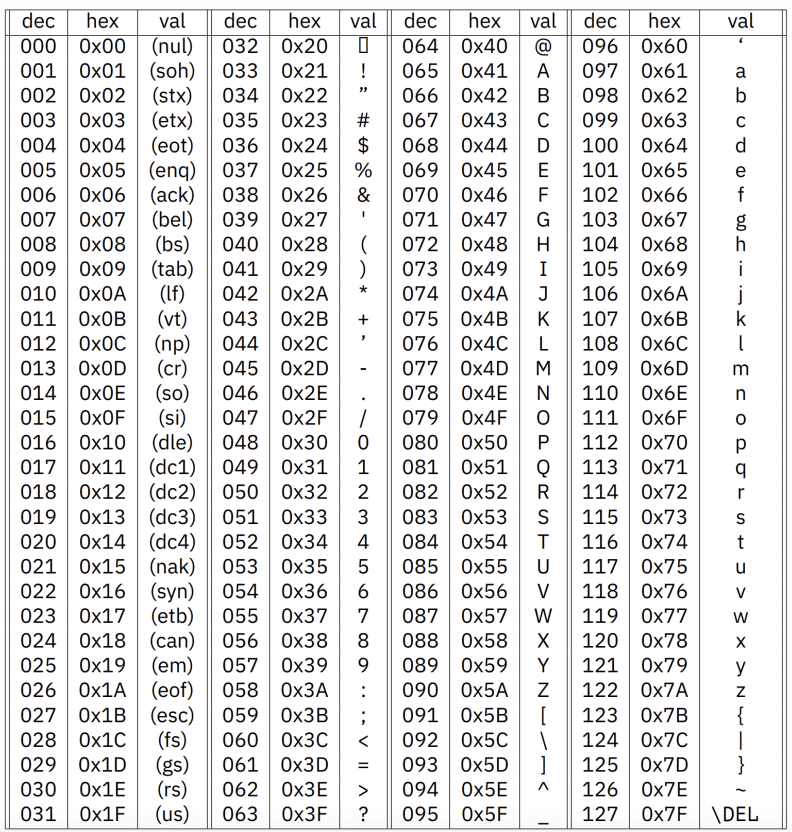 dec hex val dec hex val dec hex val dec hex val
000 0x00 (nul) 032 0x20 ▯ 064 0x40 @ 096 0x60 ‘
001 0x01 (soh) 033 0x21 ! 065 0x41 A 097 0x61 a
002 0x02 (stx) 034 0x22 ” 066 0x42 B 098 0x62 b
003 0x03 (etx) 035 0x23 # 067 0x43 C 099 0x63 c
004 0x04 (eot) 036 0x24 $ 068 0x44 D 100 0x64 d
005 0x05 (enq) 037 0x25 % 069 0x45 E 101 0x65 e
006 0x06 (ack) 038 0x26 & 070 0x46 F 102 0x66 f
007 0x07 (bel) 039 0x27 ' 071 0x47 G 103 0x67 g
008 0x08 (bs) 040 0x28 ( 072 0x48 H 104 0x68 h
009 0x09 (tab) 041 0x29 ) 073 0x49 I 105 0x69 i
010 0x0A (lf) 042 0x2A * 074 0x4A J 106 0x6A j
011 0x0B (vt) 043 0x2B + 075 0x4B K 107 0x6B k
012 0x0C (np) 044 0x2C ’ 076 0x4C L 108 0x6C l
013 0x0D (cr) 045 0x2D - 077 0x4D M 109 0x6D m
014 0x0E (so) 046 0x2E . 078 0x4E N 110 0x6E n
015 0x0F (si) 047 0x2F / 079 0x4F O 111 0x6F o
016 0x10 (dle) 048 0x30 0 080 0x50 P 112 0x70 p
017 0x11 (dc1) 049 0x31 1 081 0x51 Q 113 0x71 q
018 0x12 (dc2) 050 0x32 2 082 0x52 R 114 0x72 r
019 0x13 (dc3) 051 0x33 3 083 0x53 S 115 0x73 s
020 0x14 (dc4) 052 0x34 4 084 0x54 T 116 0x74 t
021 0x15 (nak) 053 0x35 5 085 0x55 U 117 0x75 u
022 0x16 (syn) 054 0x36 6 086 0x56 V 118 0x76 v
023 0x17 (etb) 055 0x37 7 087 0x57 W 119 0x77 w
024 0x18 (can) 056 0x38 8 088 0x58 X 120 0x78 x
025 0x19 (em) 057 0x39 9 089 0x59 Y 121 0x79 y
026 0x1A (eof) 058 0x3A : 090 0x5A Z 122 0x7A z
027 0x1B (esc) 059 0x3B ; 091 0x5B [ 123 0x7B {
028 0x1C (fs) 060 0x3C < 092 0x5C \ 124 0x7C |
029 0x1D (gs) 061 0x3D = 093 0x5D ] 125 0x7D }
030 0x1E (rs) 062 0x3E > 094 0x5E ^ 126 0x7E ~
031 0x1F (us) 063 0x3F ? 095 0x5F _ 127 0x7F \DEL